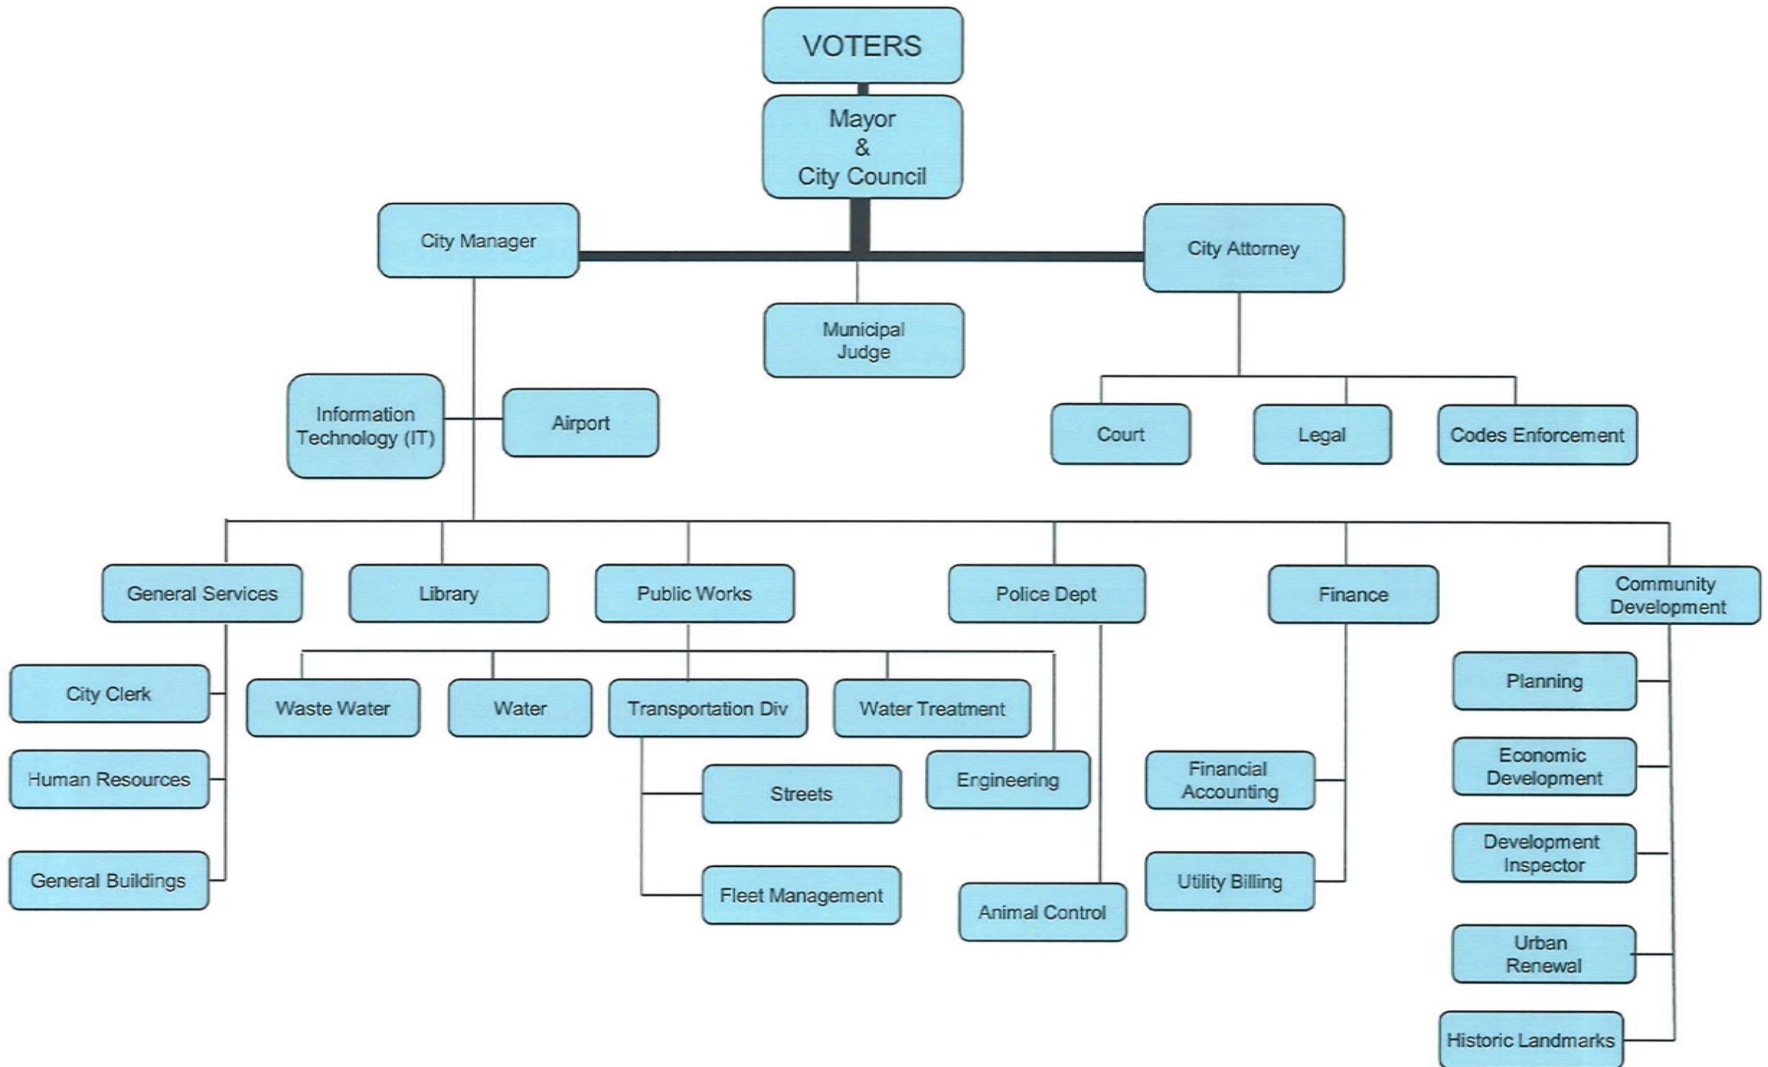 VOTERS
Mayor
&
City Council
City Manager
City Attorney
Municipal
Judge
Information
Technology (IT)
Airport
Court
Legal
Codes Enforcement
General Services
Library
Public Works
Police Dept
Finance
Community
Development
City Clerk
Human Resources
General Buildings
Waste Water
Water
Transportation Div
Water Treatment
Engineering
Streets
Fleet Management
Animal Control
Financial
Accounting
Utility Billing
Planning
Economic
Development
Development
Inspector
Urban
Renewal
Historic Landmarks